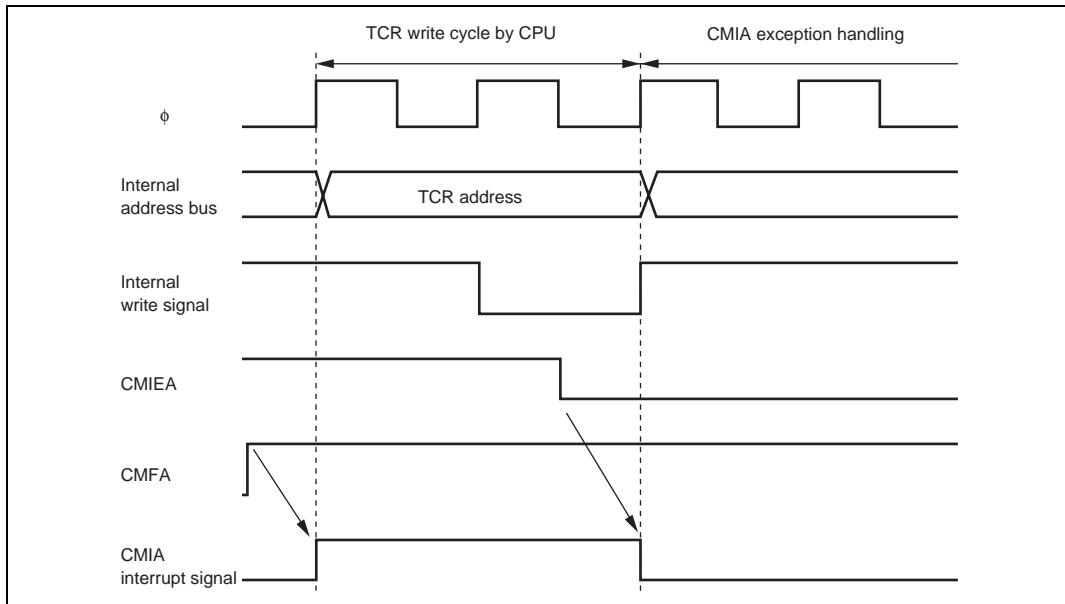 TCR write cycle by CPU
CMIA exception handling
φ
Internal
address bus
TCR address
Internal
write signal
CMIEA
CMFA
CMIA
interrupt signal